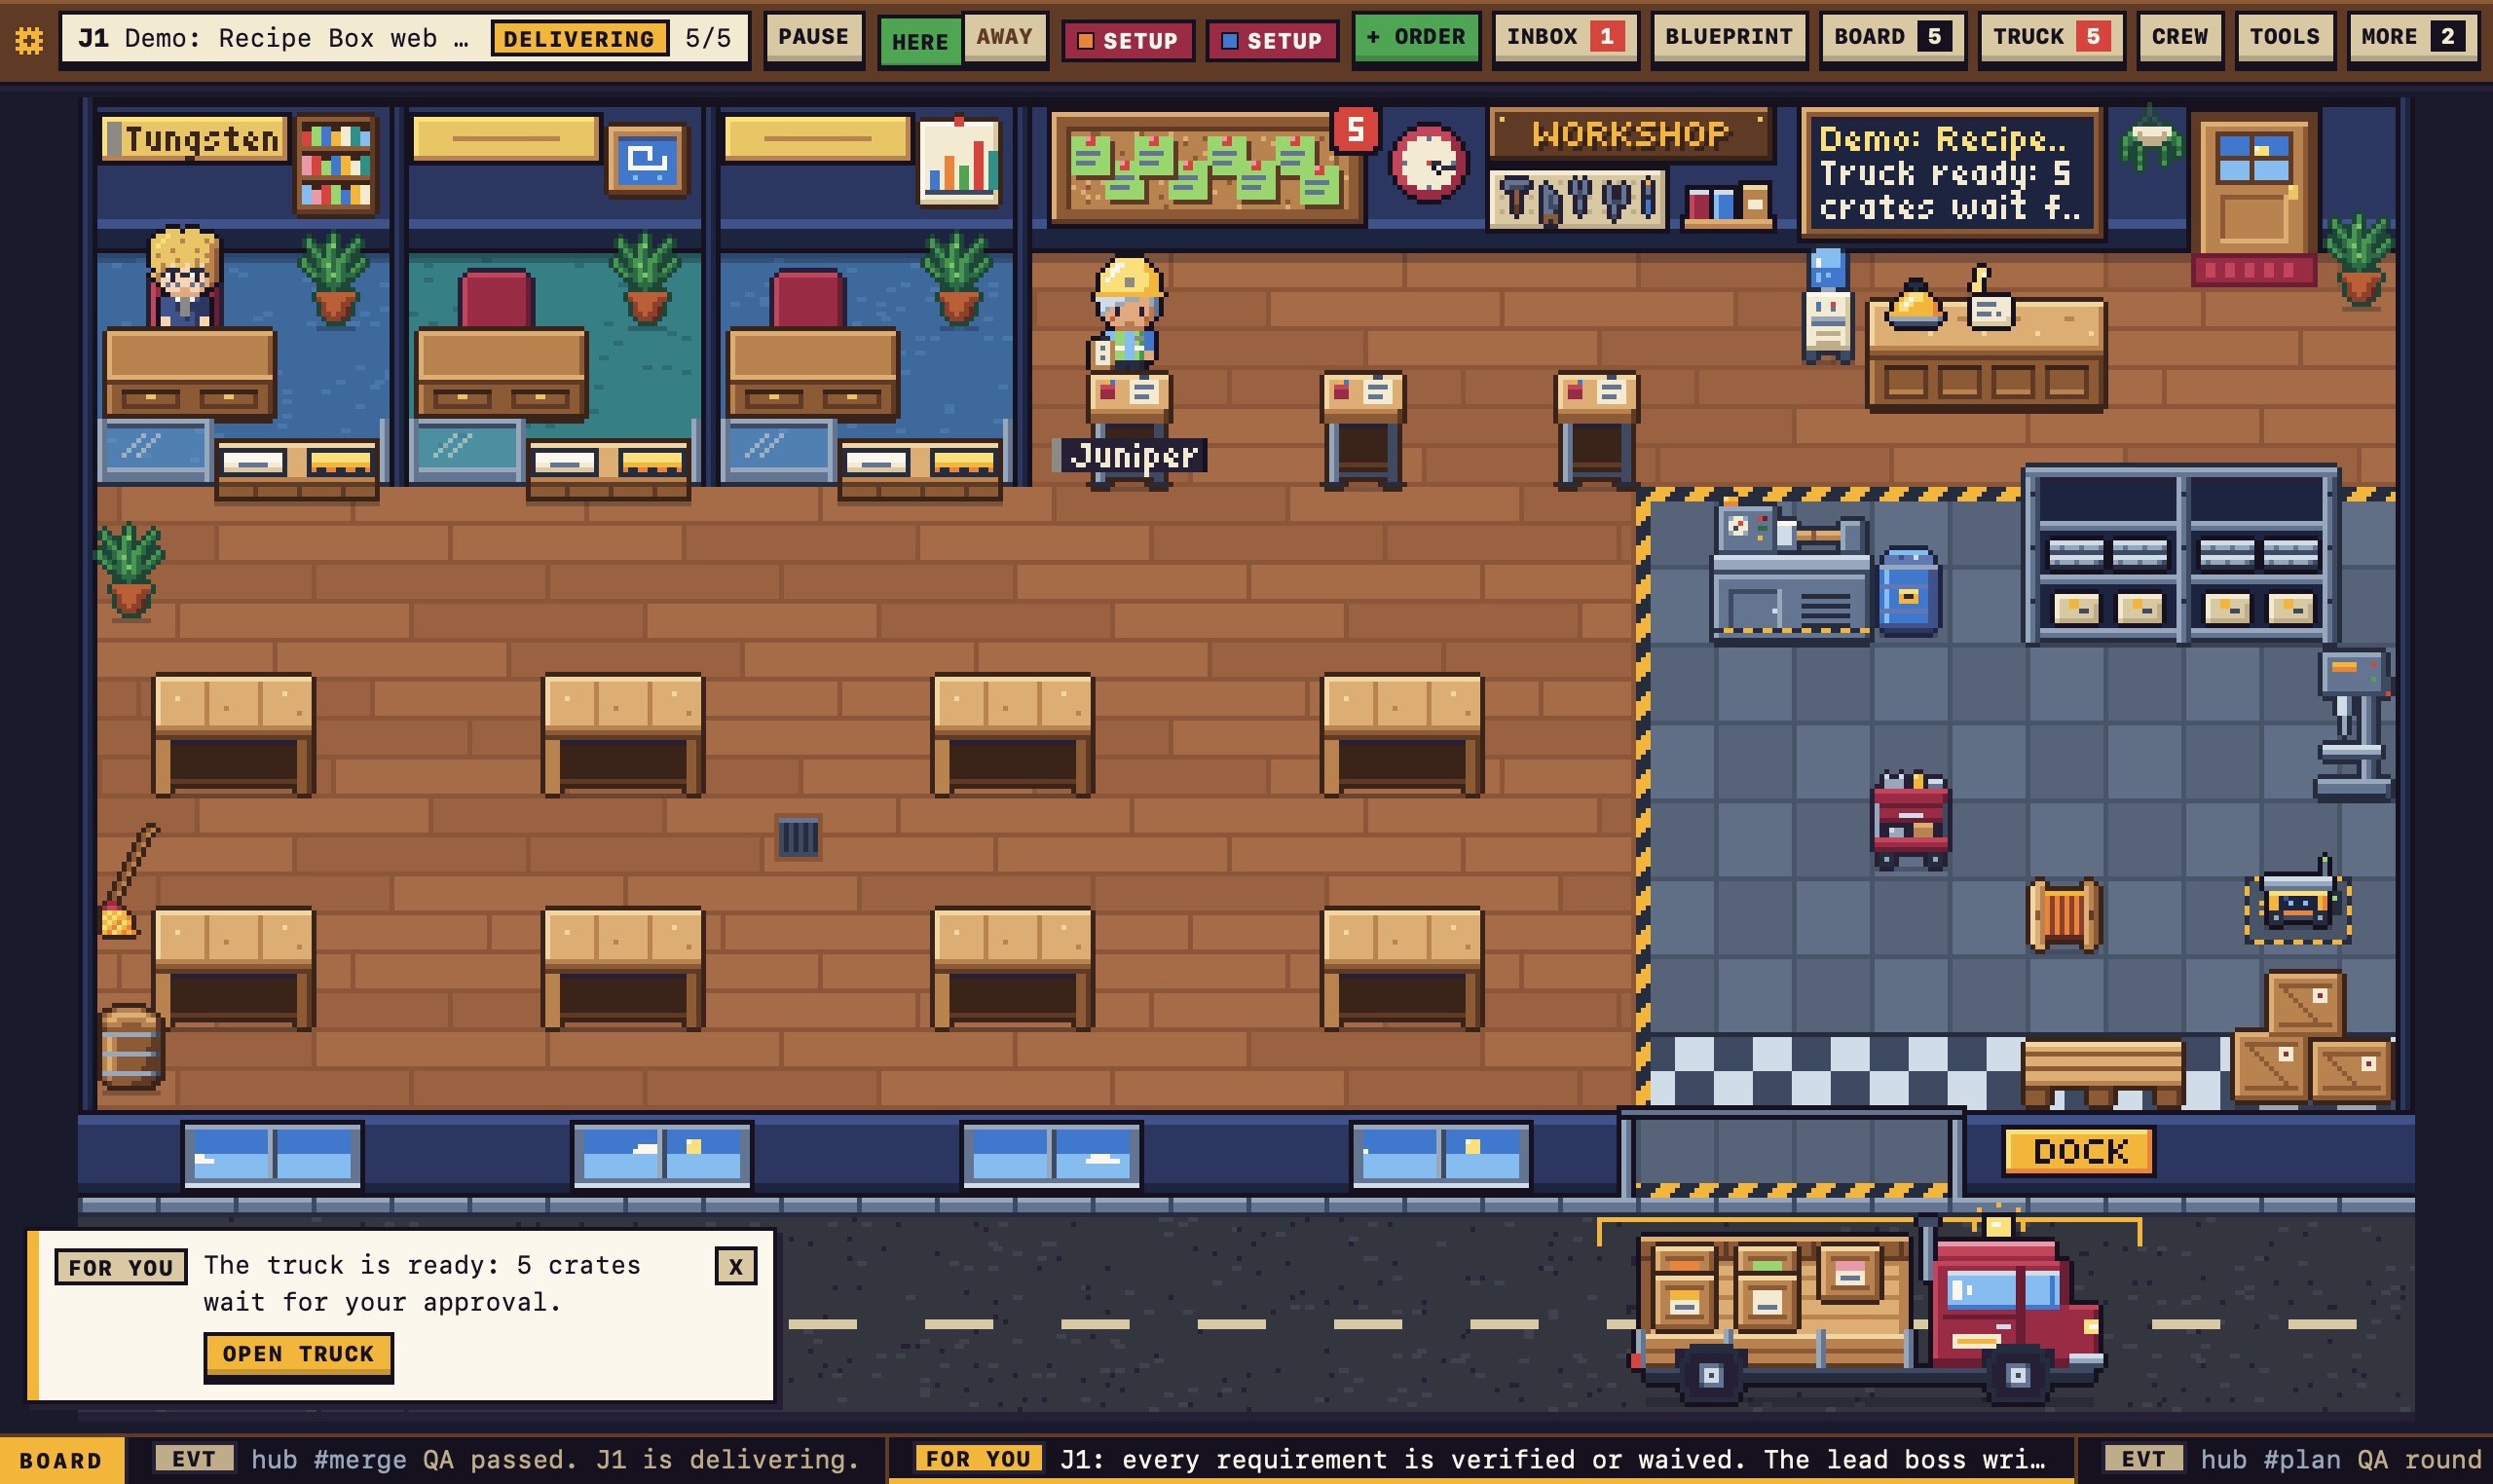 J1 Demo: Recipe Box web … DELIVERING 5/5 PAUSE HERE AWAY SETUP SETUP + ORDER INBOX 1 BLUEPRINT BOARD 5 TRUCK 5 CREW TOOLS MORE 2
Tungsten
5
WORKSHOP
Demo: Recipe..
Truck ready: 5
crates wait f..
Juniper
DOCK
FOR YOU The truck is ready: 5 crates X
wait for your approval.
OPEN TRUCK
BOARD EVT hub #merge QA passed. J1 is delivering. FOR YOU J1: every requirement is verified or waived. The lead boss wri… EVT hub #plan QA round